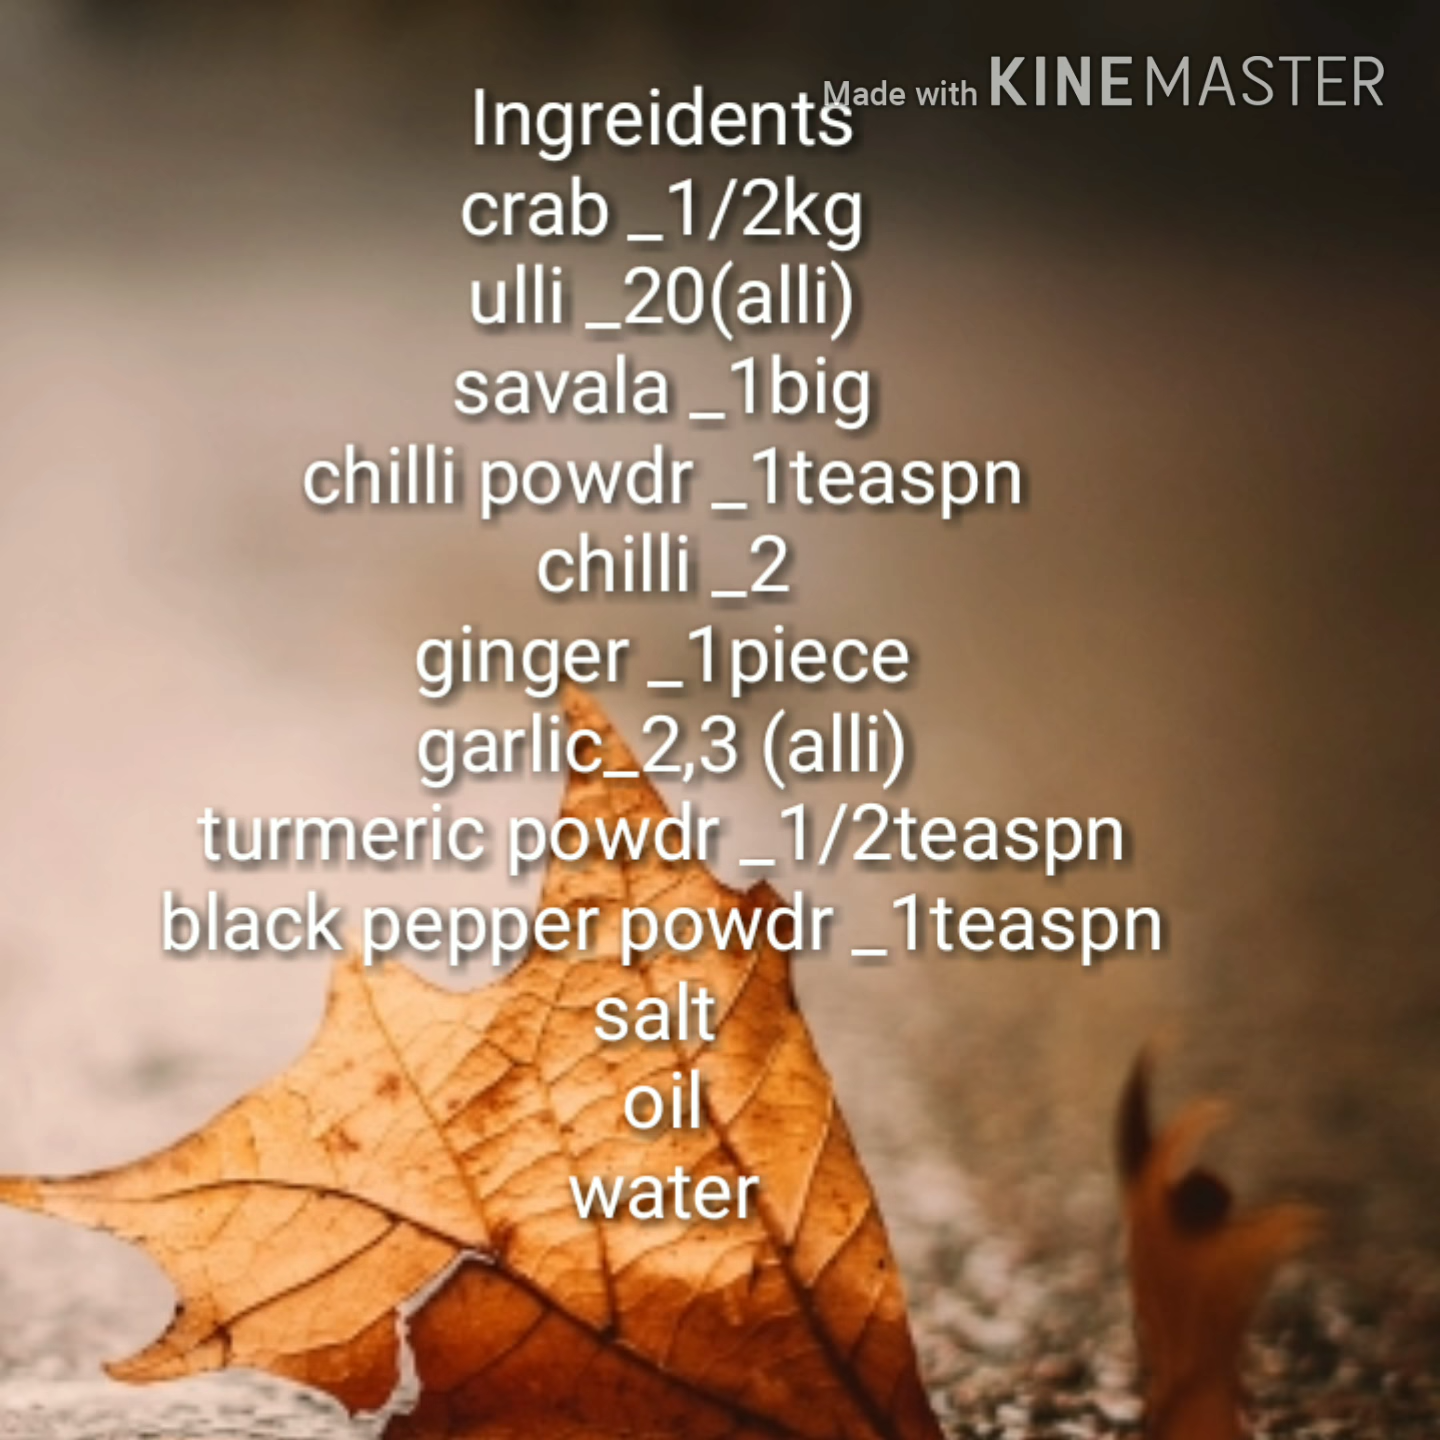 Made with KINEMASTER
Ingreidents
crab _1/2kg
ulli _20(alli)
savala _1big
chilli powdr _1teaspn
chilli _2
ginger _1piece
garlic_2,3 (alli)
turmeric powdr _1/2teaspn
black pepper powdr _1teaspn
salt
oil
water